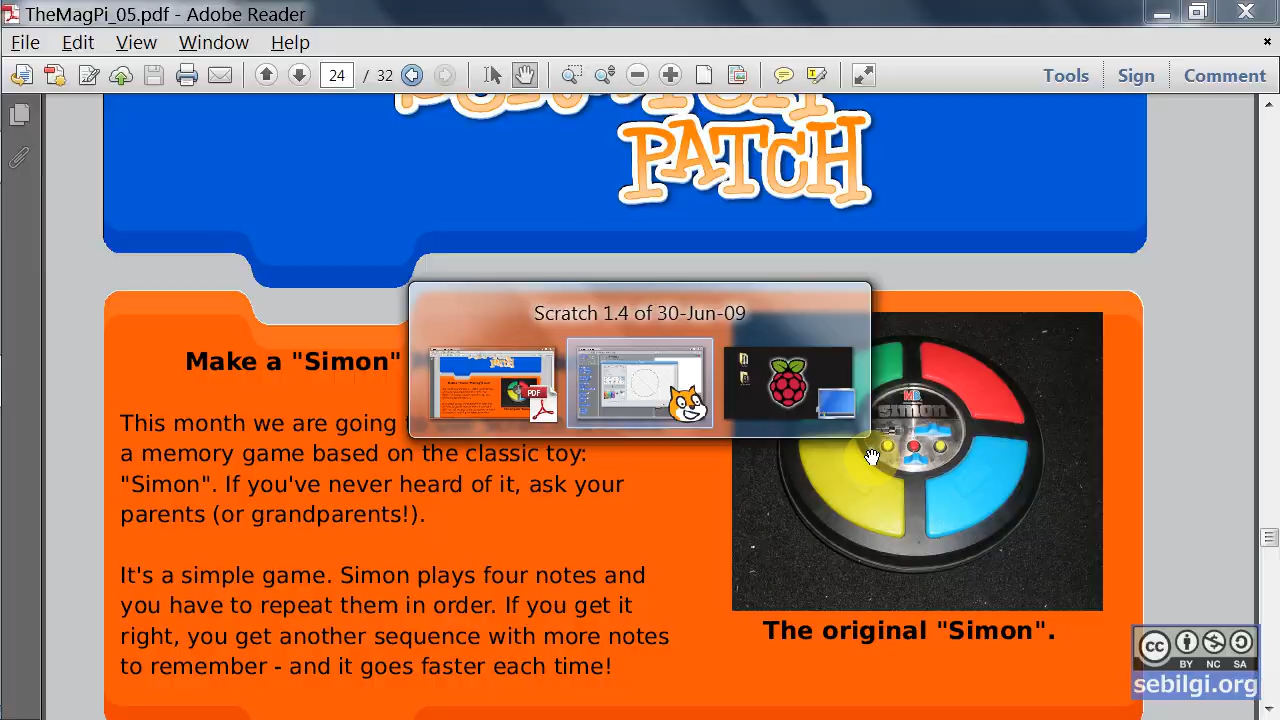 TheMagPi_05.pdf - Adobe Reader
File Edit View Window Help
24 / 32
Tools Sign Comment
PATCH
Scratch 1.4 of 30-Jun-09
PDF
Make a "Simon"
This month we are going
a memory game based on the classic toy:
"Simon". If you've never heard of it, ask your
parents (or grandparents!).
It's a simple game. Simon plays four notes and
you have to repeat them in order. If you get it
right, you get another sequence with more notes
to remember - and it goes faster each time!
MB
simon
The original "Simon".
cc
BY NC SA
sebilgi.org